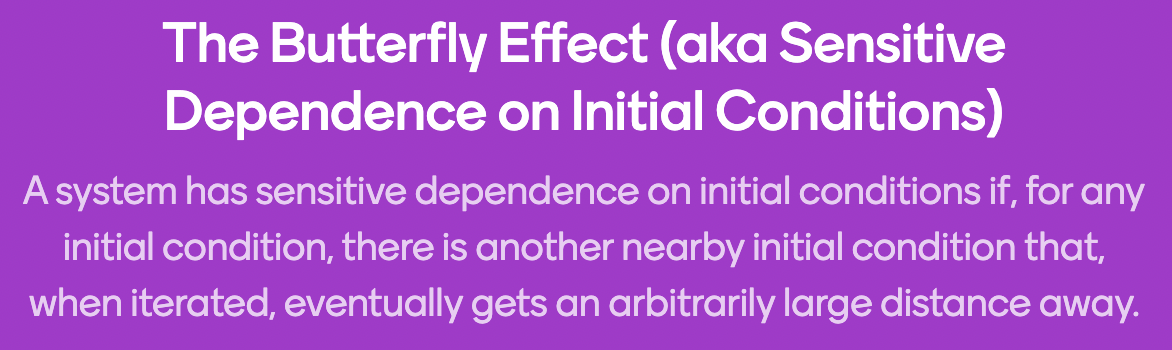 The Butterfly Effect (aka Sensitive
Dependence on Initial Conditions)
A system has sensitive dependence on initial conditions if, for any
initial condition, there is another nearby initial condition that,
when iterated, eventually gets an arbitrarily large distance away.